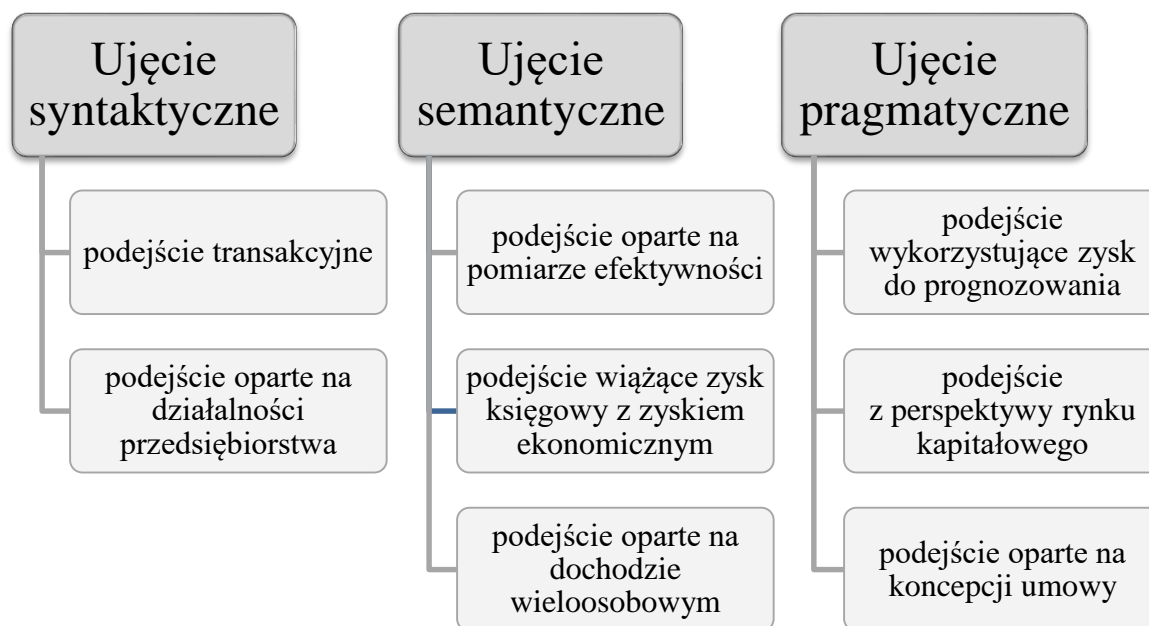 Ujęcie
syntaktyczne
podejście transakcyjne
podejście oparte na
działalności
przedsiębiorstwa
Ujęcie
semantyczne
podejście oparte na
pomiarze efektywności
podejście wiążące zysk
księgowy z zyskiem
ekonomicznym
podejście oparte na
dochodzie
wieloosobowym
Ujęcie
pragmatyczne
podejście
wykorzystujące zysk
do prognozowania
podejście
z perspektywy rynku
kapitałowego
podejście oparte na
koncepcji umowy